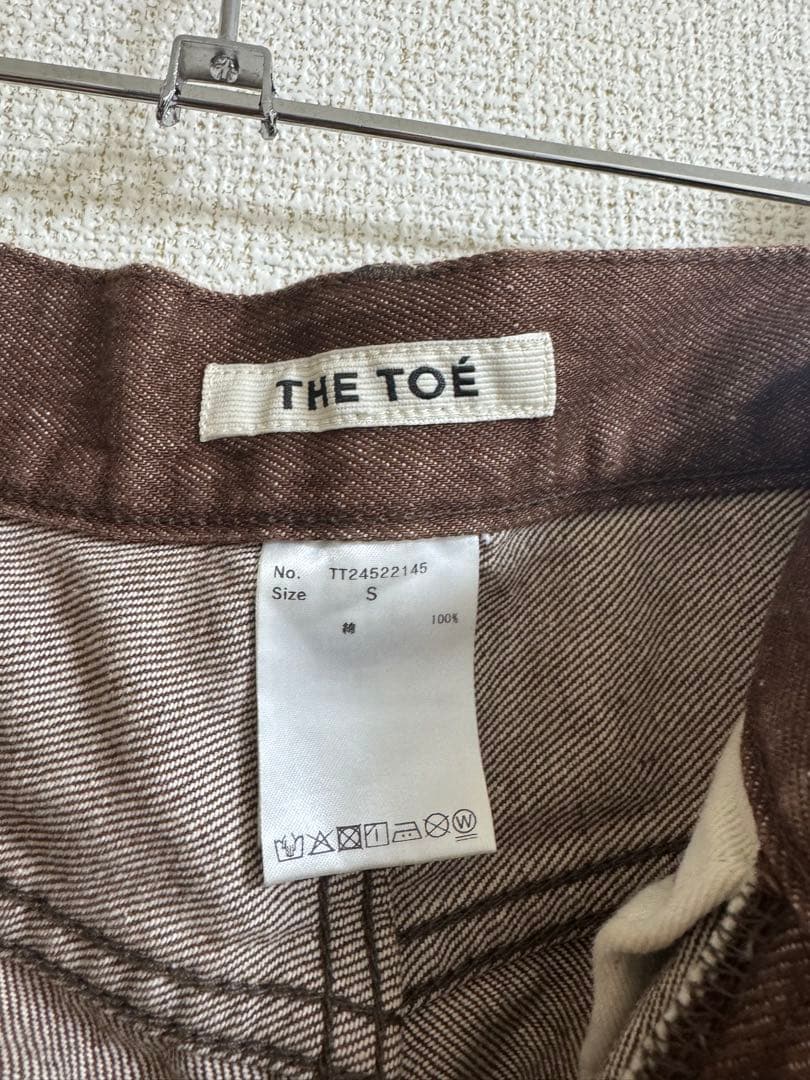 THE TOÉ
No. TT24522145
Size S
綿 100%
W